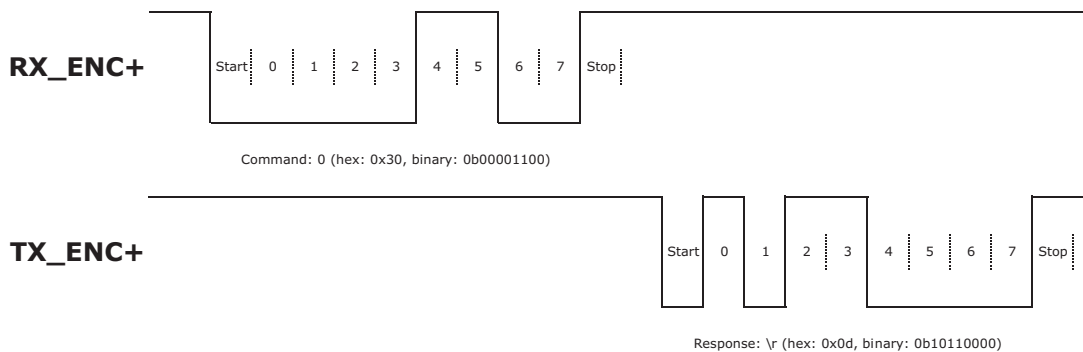 RX_ENC+
Start 0 1 2 3 4 5 6 7 Stop
Command: 0 (hex: 0x30, binary: 0b00001100)
TX_ENC+
Start 0 1 2 3 4 5 6 7 Stop
Response: \r (hex: 0x0d, binary: 0b10110000)